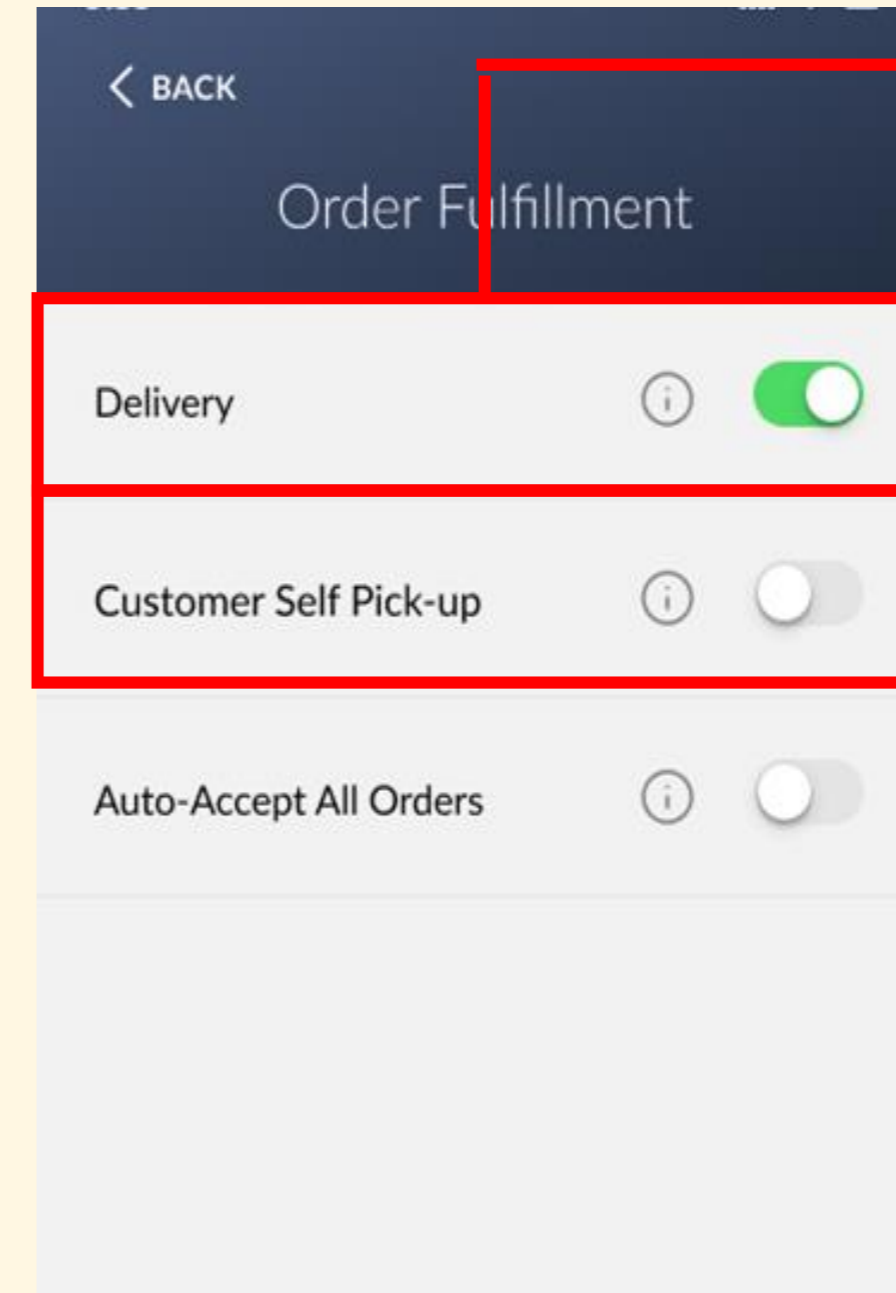 BACK
Order Fulfillment
Delivery
Customer Self Pick-up
Auto-Accept All Orders